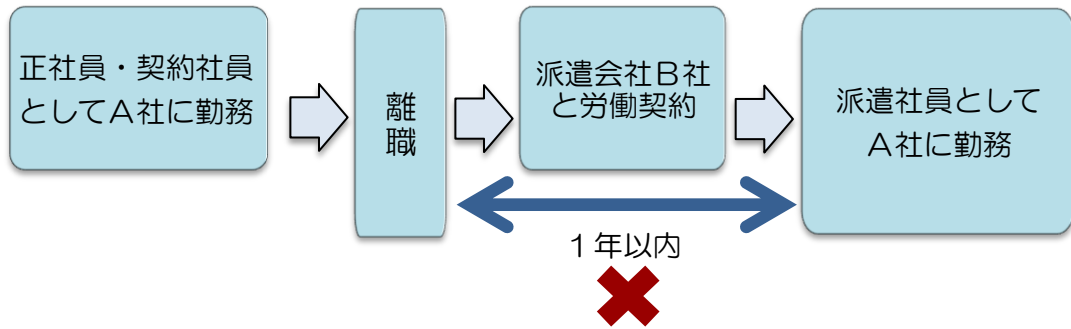 正社員・契約社員
としてA社に勤務
離
職
派遣会社B社
と労働契約
派遣社員として
A社に勤務
1年以内